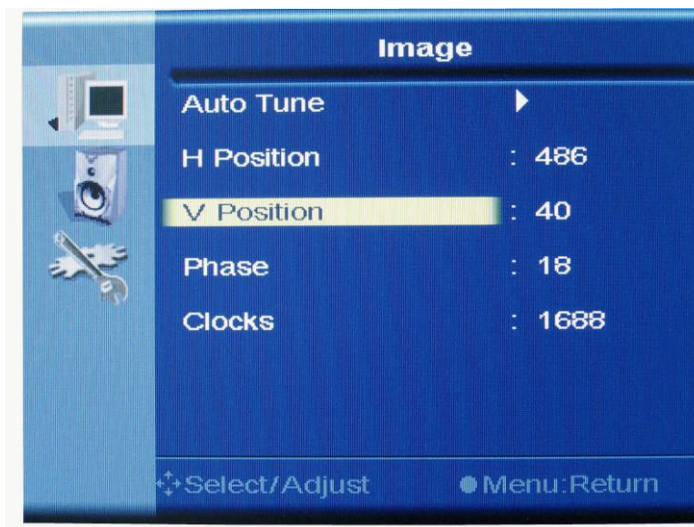 Image
Auto Tune
H Position : 486
V Position : 40
Phase : 18
Clocks : 1688
Select/Adjust Menu:Return